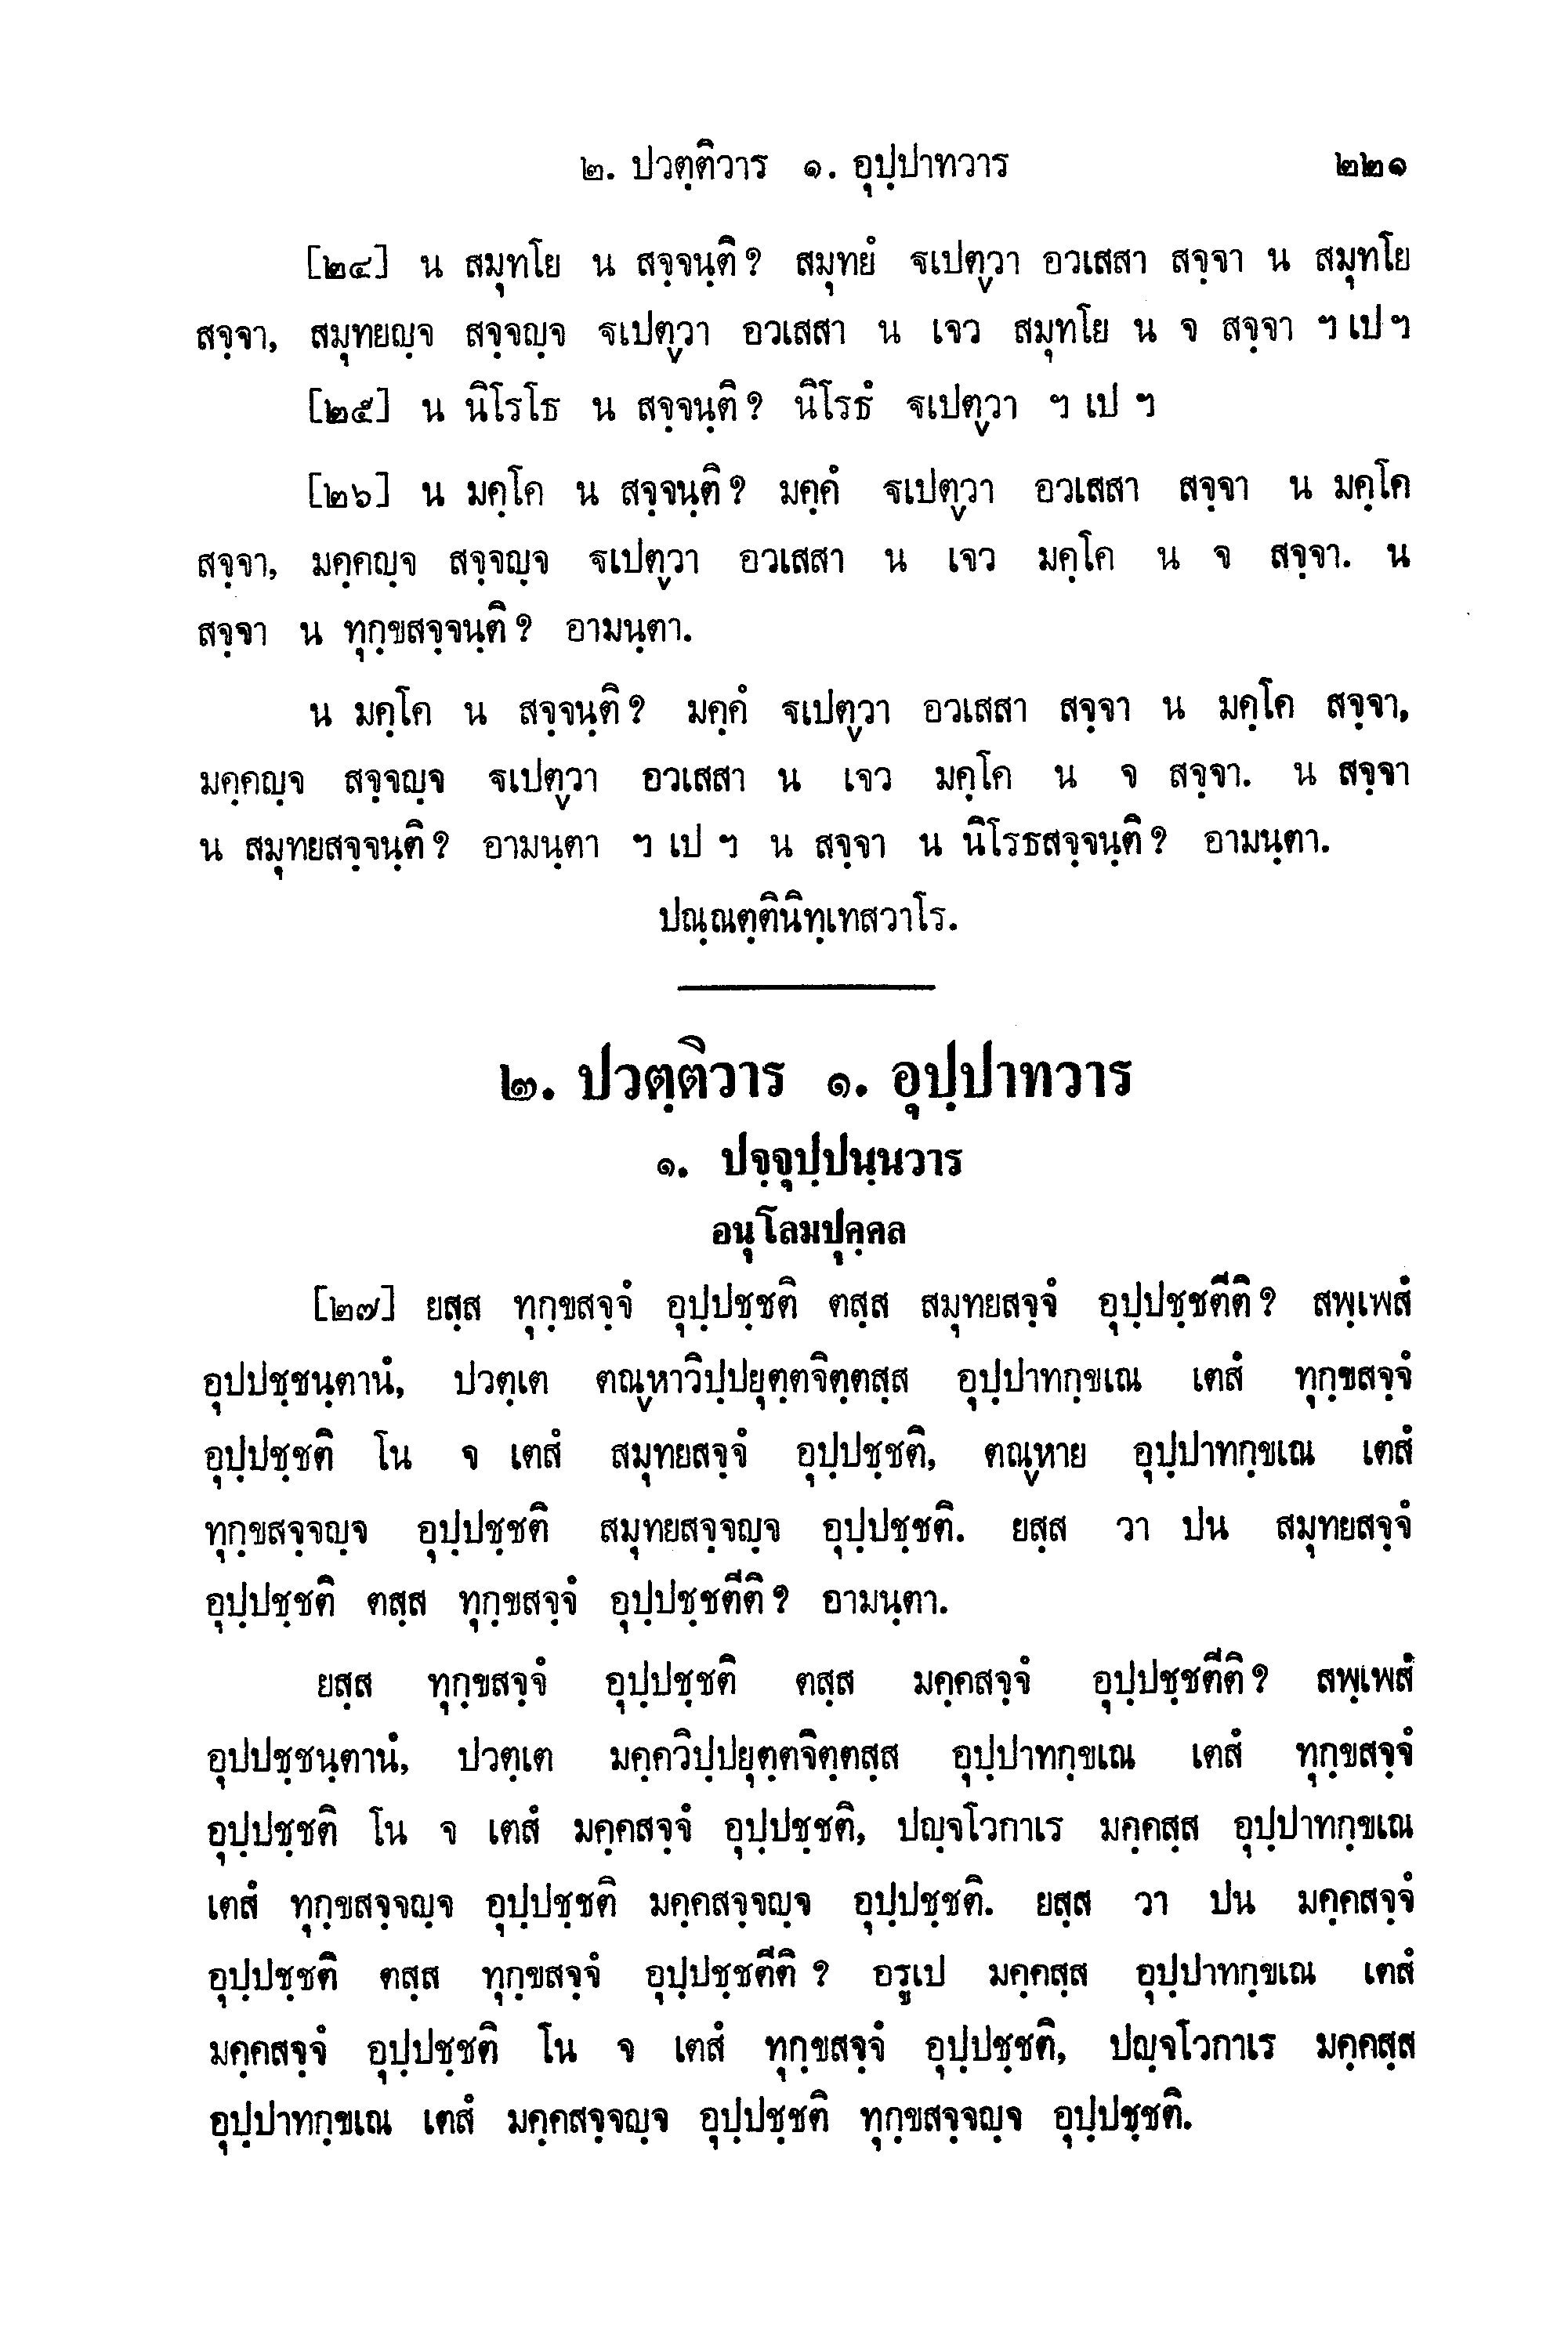 ๒. ปวตฺติวาร ๑. อุปฺปาทวาร ๒๒๑
[๒๔] น สมุทโย น สจฺจนฺติ? สมุทยํ ฐเปตฺวา อวเสสา สจฺจา น สมุทโย
สจฺจา, สมุทยญฺจ สจฺจญฺจ ฐเปตฺวา อวเสสา น เจว สมุทโย น จ สจฺจา ฯ เป ฯ
[๒๕] น นิโรโธ น สจฺจนฺติ? นิโรธํ ฐเปตฺวา ฯ เป ฯ
[๒๖] น มคฺโค น สจฺจนฺติ? มคฺคํ ฐเปตฺวา อวเสสา สจฺจา น มคฺโค
สจฺจา, มคฺคญฺจ สจฺจญฺจ ฐเปตฺวา อวเสสา น เจว มคฺโค น จ สจฺจา. น
สจฺจา น ทุกฺขสจฺจนฺติ? อามนฺตา.
น มคฺโค น สจฺจนฺติ? มคฺคํ ฐเปตฺวา อวเสสา สจฺจา น มคฺโค สจฺจา,
มคฺคญฺจ สจฺจญฺจ ฐเปตฺวา อวเสสา น เจว มคฺโค น จ สจฺจา. น สจฺจา
น สมุทยสจฺจนฺติ? อามนฺตา ฯ เป ฯ น สจฺจา น นิโรธสจฺจนฺติ? อามนฺตา.
ปณฺณตฺตินิทฺเทสวาโร.
๒. ปวตฺติวาร ๑. อุปฺปาทวาร
๑. ปจฺจุปฺปนฺนวาร
อนุโลมปุคฺคล
[๒๗] ยสฺส ทุกฺขสจฺจํ อุปฺปชฺชติ ตสฺส สมุทยสจฺจํ อุปฺปชฺชตีติ? สพฺเพสํ
อุปปชฺชนฺตานํ, ปวตฺเต ตณฺหาวิปฺปยุตฺตจิตฺตสฺส อุปฺปาทกฺขเณ เตสํ ทุกฺขสจฺจํ
อุปฺปชฺชติ โน จ เตสํ สมุทยสจฺจํ อุปฺปชฺชติ, ตณฺหาย อุปฺปาทกฺขเณ เตสํ
ทุกฺขสจฺจญฺจ อุปฺปชฺชติ สมุทยสจฺจญฺจ อุปฺปชฺชติ. ยสฺส วา ปน สมุทยสจฺจํ
อุปฺปชฺชติ ตสฺส ทุกฺขสจฺจํ อุปฺปชฺชตีติ? อามนฺตา.
ยสฺส ทุกฺขสจฺจํ อุปฺปชฺชติ ตสฺส มคฺคสจฺจํ อุปฺปชฺชตีติ? สพฺเพสํ
อุปปชฺชนฺตานํ, ปวตฺเต มคฺควิปฺปยุตฺตจิตฺตสฺส อุปฺปาทกฺขเณ เตสํ ทุกฺขสจฺจํ
อุปฺปชฺชติ โน จ เตสํ มคฺคสจฺจํ อุปฺปชฺชติ, ปญฺจโวกาเร มคฺคสฺส อุปฺปาทกฺขเณ
เตสํ ทุกฺขสจฺจญฺจ อุปฺปชฺชติ มคฺคสจฺจญฺจ อุปฺปชฺชติ. ยสฺส วา ปน มคฺคสจฺจํ
อุปฺปชฺชติ ตสฺส ทุกฺขสจฺจํ อุปฺปชฺชตีติ? อรูเป มคฺคสฺส อุปฺปาทกฺขเณ เตสํ
มคฺคสจฺจํ อุปฺปชฺชติ โน จ เตสํ ทุกฺขสจฺจํ อุปฺปชฺชติ, ปญฺจโวกาเร มคฺคสฺส
อุปฺปาทกฺขเณ เตสํ มคฺคสจฺจญฺจ อุปฺปชฺชติ ทุกฺขสจฺจญฺจ อุปฺปชฺชติ.